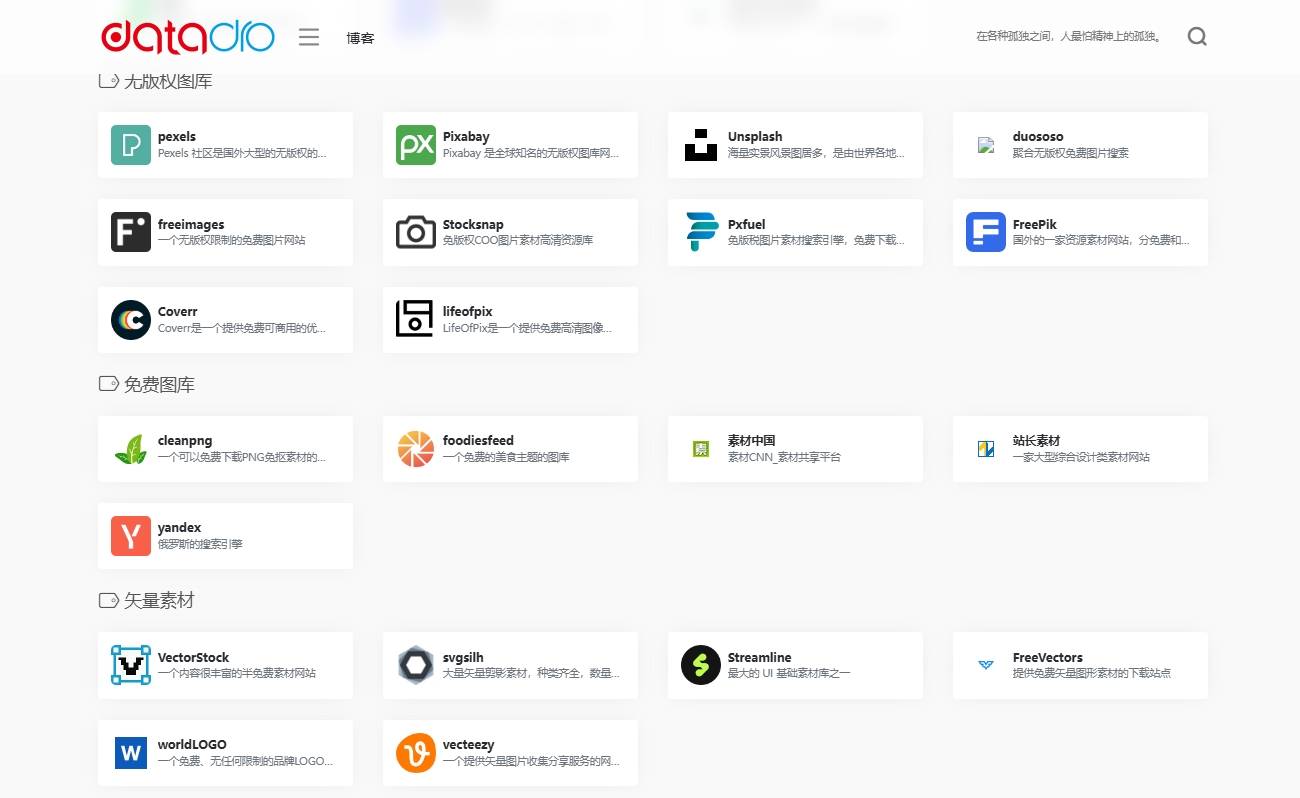 datadro
博客
在各种孤独之间，人最怕精神上的孤独。
无版权图库
pexels
Pexels 社区是国外大型的无版权的...
Pixabay
Pixabay 是全球知名的无版权图库网...
Unsplash
海量实景风景图居多，是由世界各地...
duososo
聚合无版权免费图片搜索
freeimages
一个无版权限制的免费图片网站
Stocksnap
免版权COO图片素材高清资源库
Pxfuel
免版税图片素材搜索引擎，免费下载...
FreePik
国外的一家资源素材网站，分免费和...
Coverr
Coverr是一个提供免费可商用的优...
lifeofpix
LifeOfPix是一个提供免费高清图像...
免费图库
cleanpng
一个可以免费下载PNG免抠素材的...
foodiesfeed
一个免费的美食主题的图库
素材中国
素材CNN_素材共享平台
站长素材
一家大型综合设计类素材网站
yandex
俄罗斯的搜索引擎
矢量素材
VectorStock
一个内容很丰富的半免费素材网站
svgsilh
大量矢量剪影素材，种类齐全，数量...
Streamline
最大的 UI 基础素材库之一
FreeVectors
提供免费矢量图形素材的下载站点
worldLOGO
一个免费、无任何限制的品牌LOGO...
vecteezy
一个提供矢量图片收集分享服务的网...